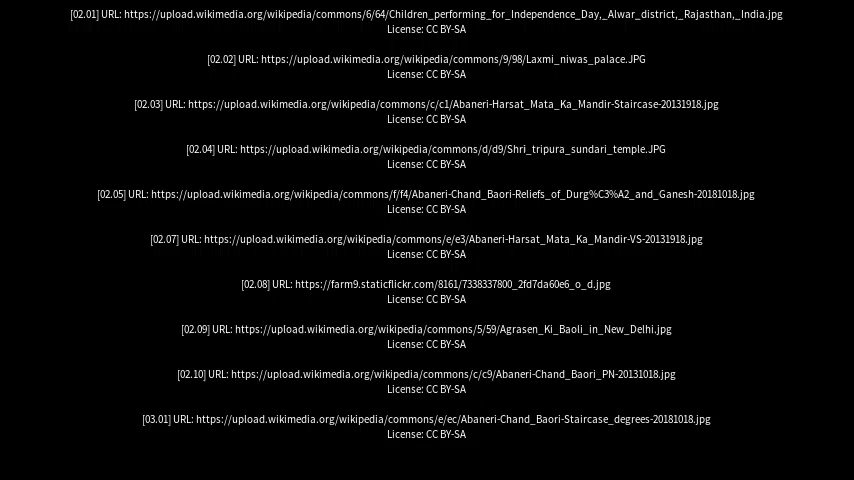 [02.01] URL: https://upload.wikimedia.org/wikipedia/commons/6/64/Children_performing_for_Independence_Day,_Alwar_district,_Rajasthan,_India.jpg
License: CC BY-SA
[02.02] URL: https://upload.wikimedia.org/wikipedia/commons/9/98/Laxmi_niwas_palace.JPG
License: CC BY-SA
[02.03] URL: https://upload.wikimedia.org/wikipedia/commons/c/c1/Abaneri-Harsat_Mata_Ka_Mandir-Staircase-20131918.jpg
License: CC BY-SA
[02.04] URL: https://upload.wikimedia.org/wikipedia/commons/d/d9/Shri_tripura_sundari_temple.JPG
License: CC BY-SA
[02.05] URL: https://upload.wikimedia.org/wikipedia/commons/f/f4/Abaneri-Chand_Baori-Reliefs_of_Durg%C3%A2_and_Ganesh-20181018.jpg
License: CC BY-SA
[02.07] URL: https://upload.wikimedia.org/wikipedia/commons/e/e3/Abaneri-Harsat_Mata_Ka_Mandir-VS-20131918.jpg
License: CC BY-SA
[02.08] URL: https://farm9.staticflickr.com/8161/7338337800_2fd7da60e6_o_d.jpg
License: CC BY-SA
[02.09] URL: https://upload.wikimedia.org/wikipedia/commons/5/59/Agrasen_Ki_Baoli_in_New_Delhi.jpg
License: CC BY-SA
[02.10] URL: https://upload.wikimedia.org/wikipedia/commons/c/c9/Abaneri-Chand_Baori_PN-20131018.jpg
License: CC BY-SA
[03.01] URL: https://upload.wikimedia.org/wikipedia/commons/e/ec/Abaneri-Chand_Baori-Staircase_degrees-20181018.jpg
License: CC BY-SA